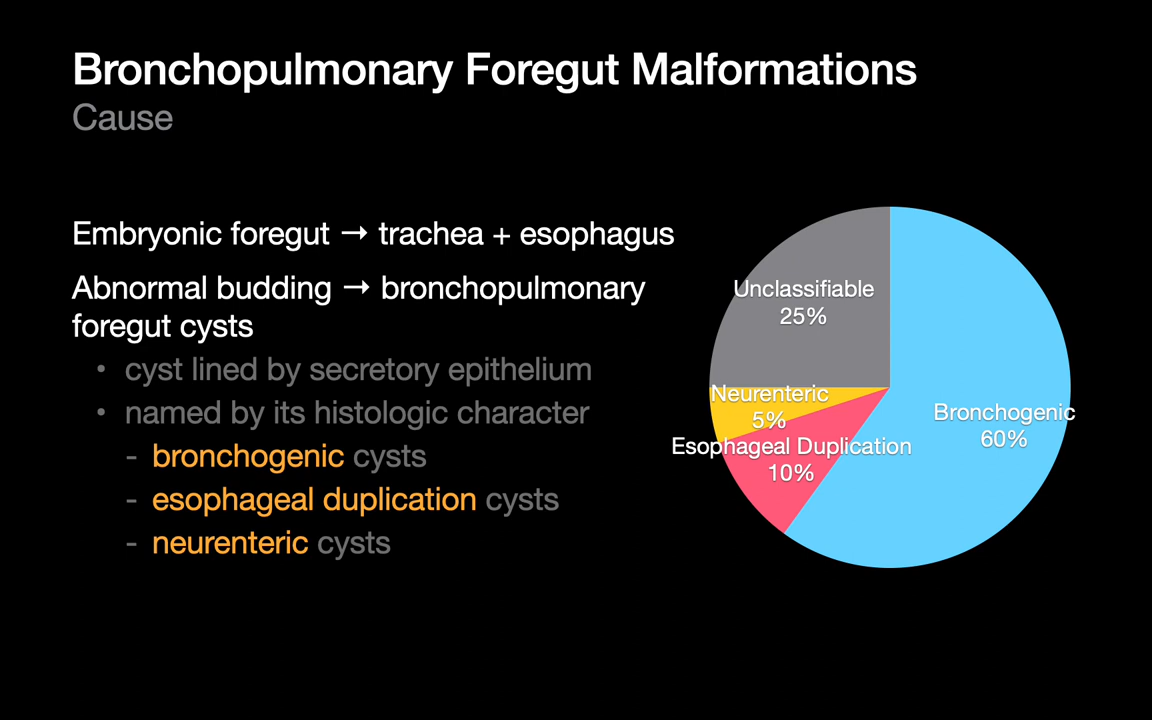 Bronchopulmonary Foregut Malformations
Cause
Embryonic foregut → trachea + esophagus
Abnormal budding → bronchopulmonary
foregut cysts
• cyst lined by secretory epithelium
• named by its histologic character
- bronchogenic cysts
- esophageal duplication cysts
- neurenteric cysts
Unclassifiable
25%
Neurenteric
5%
Esophageal Duplication
10%
Bronchogenic
60%